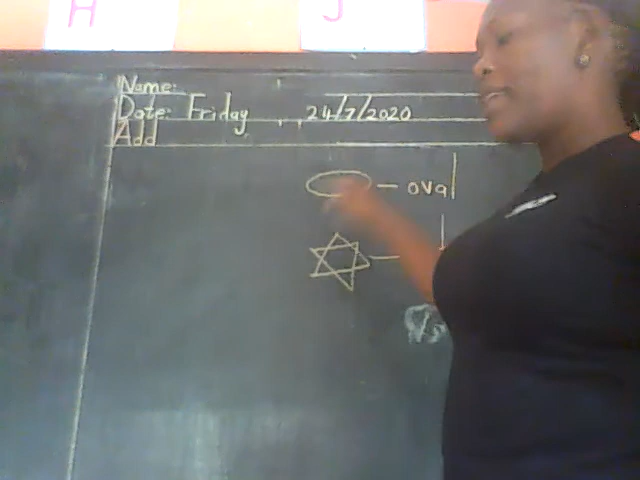 H J
Name:
Date: Friday 24/7/2020
Add
— oval